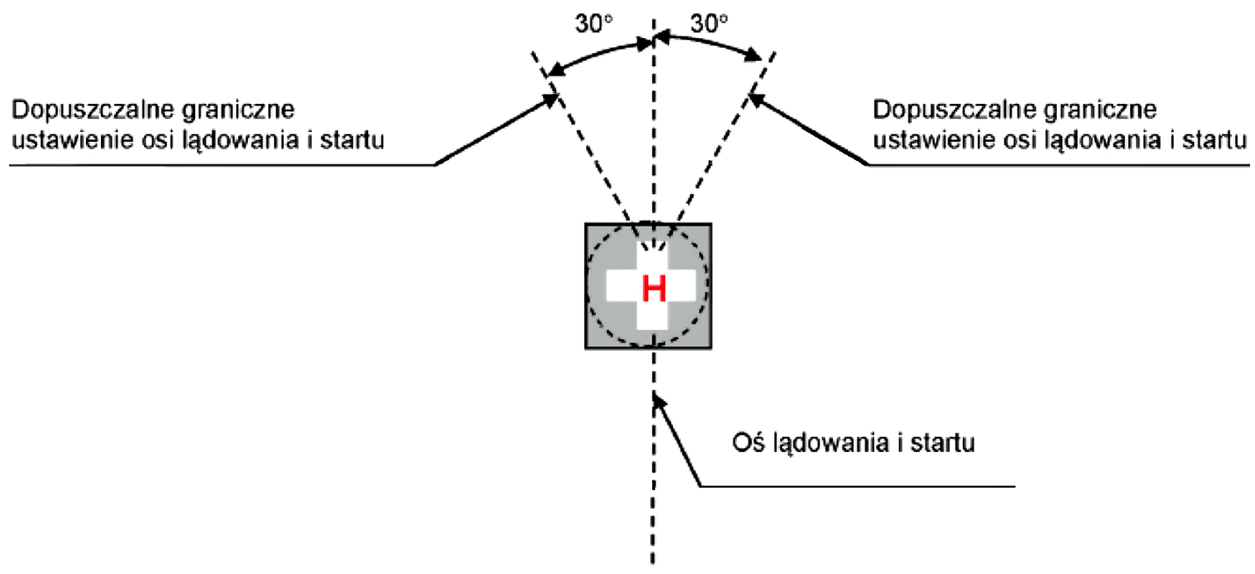 30°
30°
Dopuszczalne graniczne
ustawienie osi lądowania i startu
Dopuszczalne graniczne
ustawienie osi lądowania i startu
H
Oś lądowania i startu